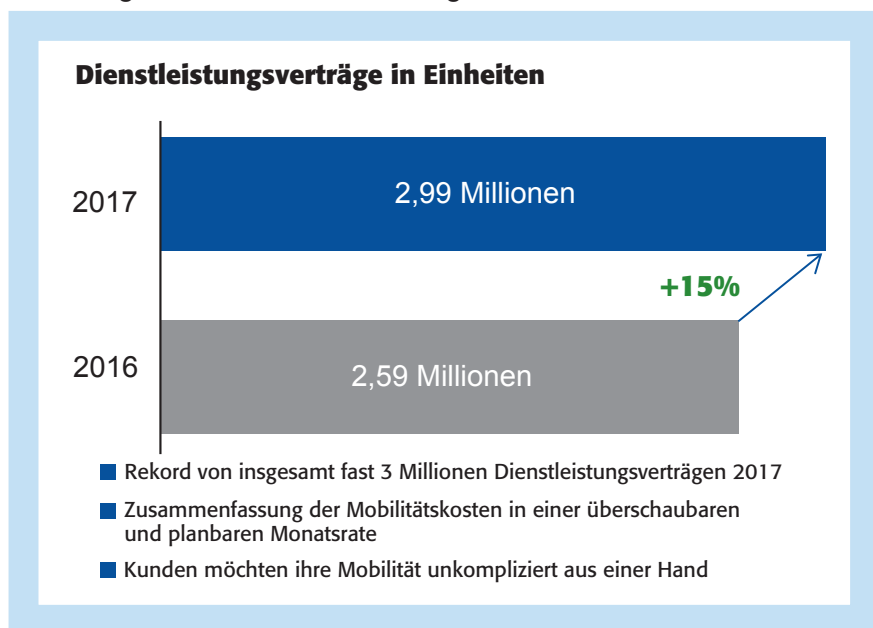 Dienstleistungsverträge in Einheiten
2017
2,99 Millionen
+15%
2016
2,59 Millionen
Rekord von insgesamt fast 3 Millionen Dienstleistungsverträgen 2017
Zusammenfassung der Mobilitätskosten in einer überschaubaren
und planbaren Monatsrate
Kunden möchten ihre Mobilität unkompliziert aus einer Hand